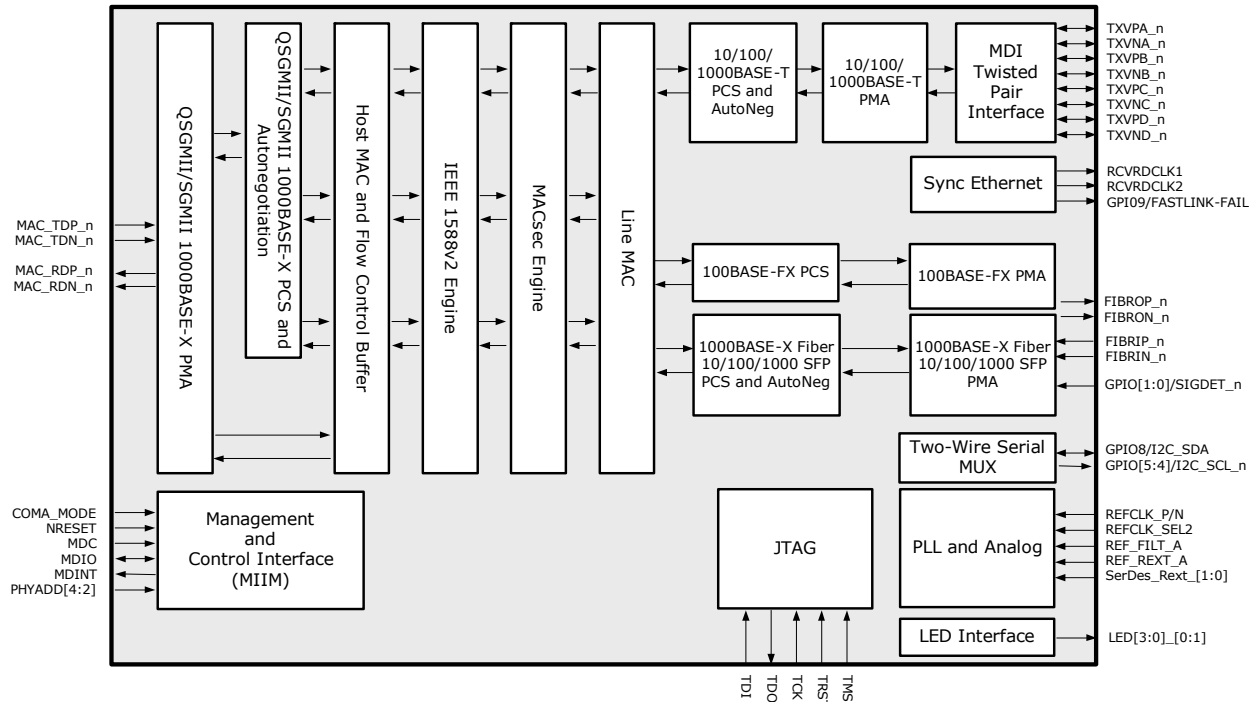 QSGMII/SGMII 1000BASE-X PMA
QSGMII/SGMII 1000BASE-X PCS and
Autonegotiation
Host MAC and Flow Control Buffer
IEEE 1588v2 Engine
MACsec Engine
Line MAC
10/100/
1000BASE-T
PCS and
AutoNeg
10/100/
1000BASE-T
PMA
MDI
Twisted
Pair
Interface
TXVPA_n
TXVNA_n
TXVPB_n
TXVNB_n
TXVPC_n
TXVNC_n
TXVPD_n
TXVND_n
Sync Ethernet
RCVRDCLK1
RCVRDCLK2
GPI09/FASTLINK-FAIL
MAC_TDP_n
MAC_TDN_n
MAC_RDP_n
MAC_RDN_n
100BASE-FX PCS
100BASE-FX PMA
FIBROP_n
FIBRON_n
1000BASE-X Fiber
10/100/1000 SFP
PCS and AutoNeg
1000BASE-X Fiber
10/100/1000 SFP
PMA
FIBRIP_n
FIBRIN_n
GPIO[1:0]/SIGDET_n
Two-Wire Serial
MUX
GPIO8/I2C_SDA
GPIO[5:4]/I2C_SCL_n
COMA_MODE
NRESET
MDC
MDIO
MDINT
PHYADD[4:2]
Management
and
Control Interface
(MIIM)
JTAG
PLL and Analog
REFCLK_P/N
REFCLK_SEL2
REF_FILT_A
REF_REXT_A
SerDes_Rext_[1:0]
LED Interface
LED[3:0]_[0:1]
TDI
TDO
TCK
TMS